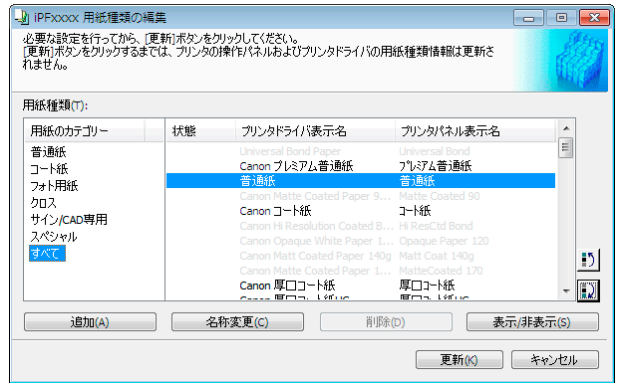 iPFxxxx 用紙種類の編集
必要な設定を行ってから、[更新]ボタンをクリックしてください。
[更新]ボタンをクリックするまでは、プリンタの操作パネルおよびプリンタドライバの用紙種類情報は更新さ
れません。
用紙種類(T):
用紙のカテゴリー 状態 プリンタドライバ表示名 プリンタパネル表示名
普通紙
コート紙
フォト用紙
クロス
サイン/CAD専用
スペシャル
すべて
Universal Bond Paper Universal Bond
Canon プレミアム普通紙 プレミアム普通紙
普通紙 普通紙
Canon Matte Coated Paper 9... Matte Coated 90
Canon コート紙 コート紙
Canon Hi Resolution Coated B... Hi ResCtd Bond
Canon Opaque White Paper 1... Opaque Paper 120
Canon Matt Coated Paper 140g Matt Coat 140g
Canon Matte Coated Paper 1... MatteCoated 170
Canon 厚口コート紙 厚口コート紙
追加(A) 名称変更(C) 削除(D) 表示/非表示(S)
更新(K) キャンセル